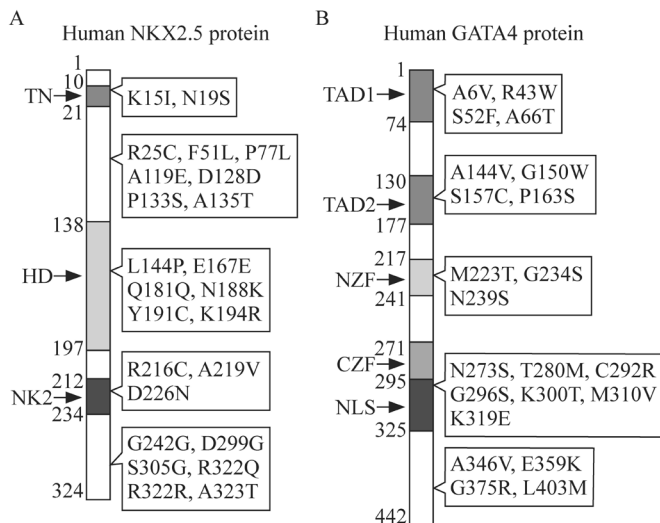 A
Human NKX2.5 protein
1
10
TN
21
K15I, N19S
R25C, F51L, P77L
A119E, D128D
P133S, A135T
138
HD
L144P, E167E
Q181Q, N188K
Y191C, K194R
197
212
NK2
234
R216C, A219V
D226N
G242G, D299G
S305G, R322Q
R322R, A323T
324
B
Human GATA4 protein
1
TAD1
74
A6V, R43W
S52F, A66T
130
TAD2
177
A144V, G150W
S157C, P163S
217
NZF
241
M223T, G234S
N239S
271
CZF
295
NLS
325
N273S, T280M, C292R
G296S, K300T, M310V
K319E
A346V, E359K
G375R, L403M
442